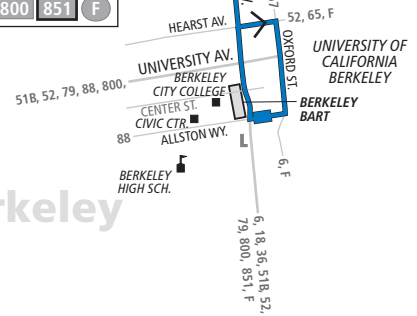 800 851 F
52, 65, F
HEARST AV.
OXFORD ST.
UNIVERSITY OF
CALIFORNIA
BERKELEY
UNIVERSITY AV.
51B, 52, 79, 88, 800,
BERKELEY
CITY COLLEGE
BERKELEY
BART
CENTER ST.
CIVIC CTR.
88
ALLSTON WY.
L
BERKELEY
HIGH SCH.
6, F
rkeley
6, 18, 36, 51B, 52,
79, 800, 851, F